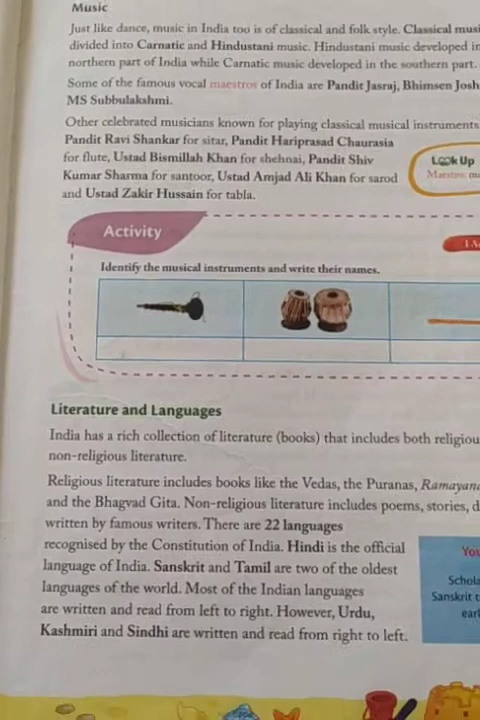 Music
Just like dance, music in India too is of classical and folk style. Classical
divided into Carnatic and Hindustani music. Hindustani music developed
northern part of India while Carnatic music developed in the southern part.
Some of the famous vocal maestros of India are Pandit Jasraj, Bhimsen
MS Subbulakshmi.
Other celebrated musicians known for playing classical musical instruments
Pandit Ravi Shankar for sitar, Pandit Hariprasad Chaurasia
for flute, Ustad Bismillah Khan for shehnai, Pandit Shiv
Kumar Sharma for santoor, Ustad Amjad Ali Khan for sarod
and Ustad Zakir Hussain for tabla.
Look Up
Maestro:
Activity
Identify the musical instruments and write their names.
Literature and Languages
India has a rich collection of literature (books) that includes both
non-religious literature.
Religious literature includes books like the Vedas, the Puranas,
and the Bhagvad Gita. Non-religious literature includes poems, stories,
written by famous writers. There are 22 languages
recognised by the Constitution of India. Hindi is the official
language of India. Sanskrit and Tamil are two of the oldest
languages of the world. Most of the Indian languages
are written and read from left to right. However, Urdu,
Kashmiri and Sindhi are written and read from right to left.
Sanskrit